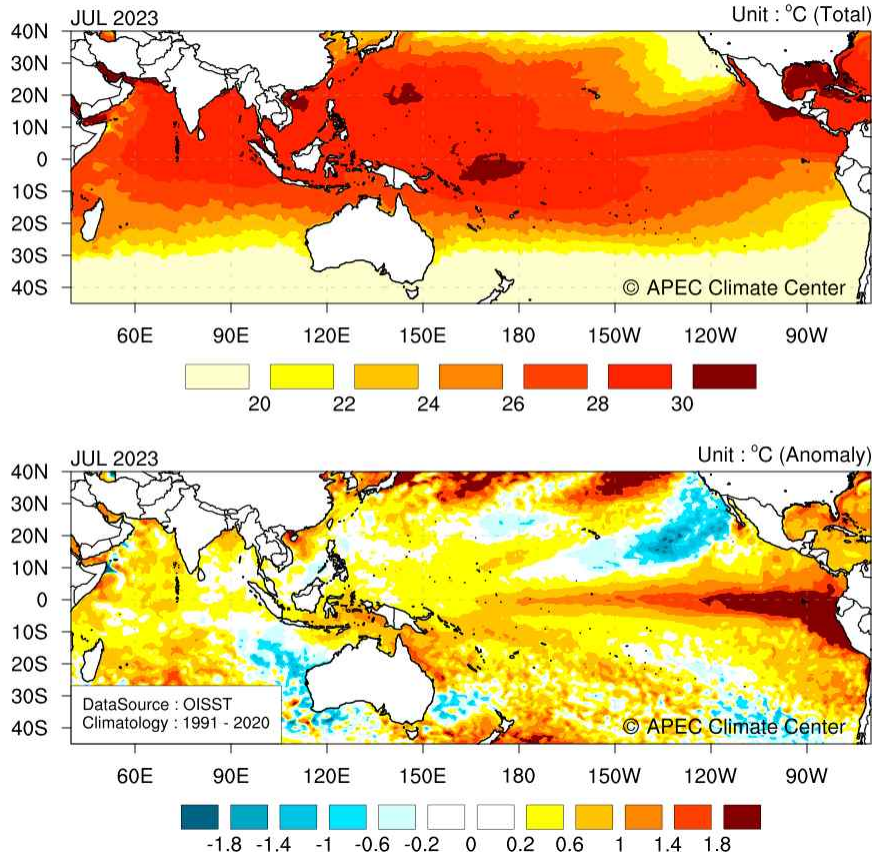 JUL 2023 Unit : °C (Total)
40N
30N
20N
10N
0
10S
20S
30S
40S
© APEC Climate Center
60E 90E 120E 150E 180 150W 120W 90W
20 22 24 26 28 30
JUL 2023 Unit : °C (Anomaly)
40N
30N
20N
10N
0
10S
20S
30S
40S
DataSource : OISST
Climatology : 1991 - 2020
© APEC Climate Center
60E 90E 120E 150E 180 150W 120W 90W
-1.8 -1.4 -1 -0.6 -0.2 0 0.2 0.6 1 1.4 1.8